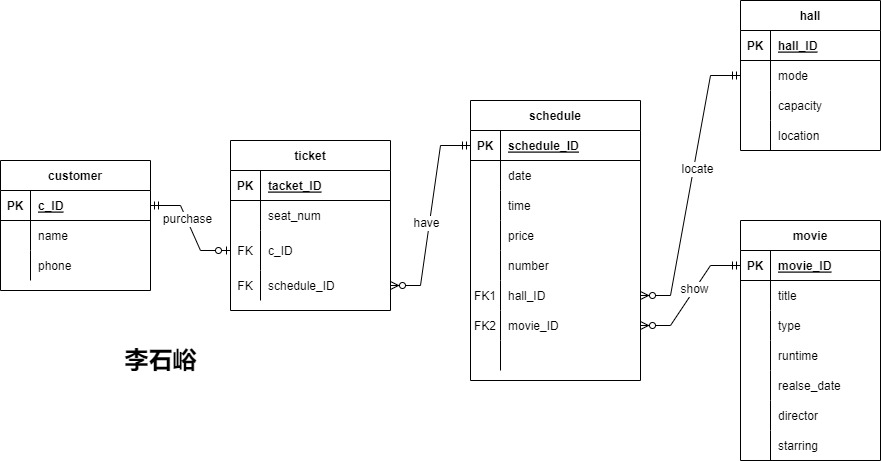 customer
PK c_ID
name
phone
purchase
ticket
PK tacket_ID
seat_num
FK c_ID
FK schedule_ID
have
schedule
PK schedule_ID
date
time
price
number
FK1 hall_ID
FK2 movie_ID
locate
show
hall
PK hall_ID
mode
capacity
location
movie
PK movie_ID
title
type
runtime
realse_date
director
starring
李石峪